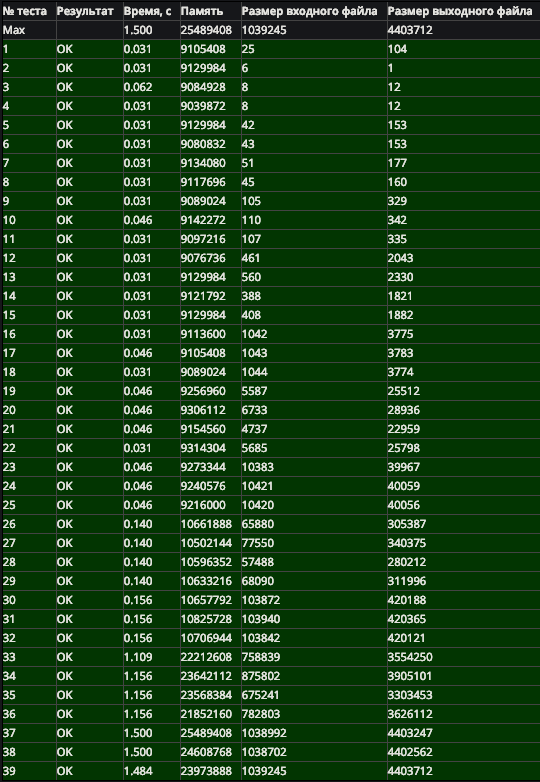 № теста Результат Время, с Память Размер входного файла Размер выходного файла
Max 1.500 25489408 1039245 4403712
1 OK 0.031 9105408 25 104
2 OK 0.031 9129984 6 1
3 OK 0.062 9084928 8 12
4 OK 0.031 9039872 8 12
5 OK 0.031 9129984 42 153
6 OK 0.031 9080832 43 153
7 OK 0.031 9134080 51 177
8 OK 0.031 9117696 45 160
9 OK 0.031 9089024 105 329
10 OK 0.046 9142272 110 342
11 OK 0.031 9097216 107 335
12 OK 0.031 9076736 461 2043
13 OK 0.031 9129984 560 2330
14 OK 0.031 9121792 388 1821
15 OK 0.031 9129984 408 1882
16 OK 0.031 9113600 1042 3775
17 OK 0.046 9105408 1043 3783
18 OK 0.031 9089024 1044 3774
19 OK 0.046 9256960 5587 25512
20 OK 0.046 9306112 6733 28936
21 OK 0.046 9154560 4737 22959
22 OK 0.031 9314304 5685 25798
23 OK 0.046 9273344 10383 39967
24 OK 0.046 9240576 10421 40059
25 OK 0.046 9216000 10420 40056
26 OK 0.140 10661888 65880 305387
27 OK 0.140 10502144 77550 340375
28 OK 0.140 10596352 57488 280212
29 OK 0.140 10633216 68090 311996
30 OK 0.156 10657792 103872 420188
31 OK 0.156 10825728 103940 420365
32 OK 0.156 10706944 103842 420121
33 OK 1.109 22212608 758839 3554250
34 OK 1.156 23642112 875802 3905101
35 OK 1.156 23568384 675241 3303453
36 OK 1.156 21852160 782803 3626112
37 OK 1.500 25489408 1038992 4403247
38 OK 1.500 24608768 1038702 4402562
39 OK 1.484 23973888 1039245 4403712